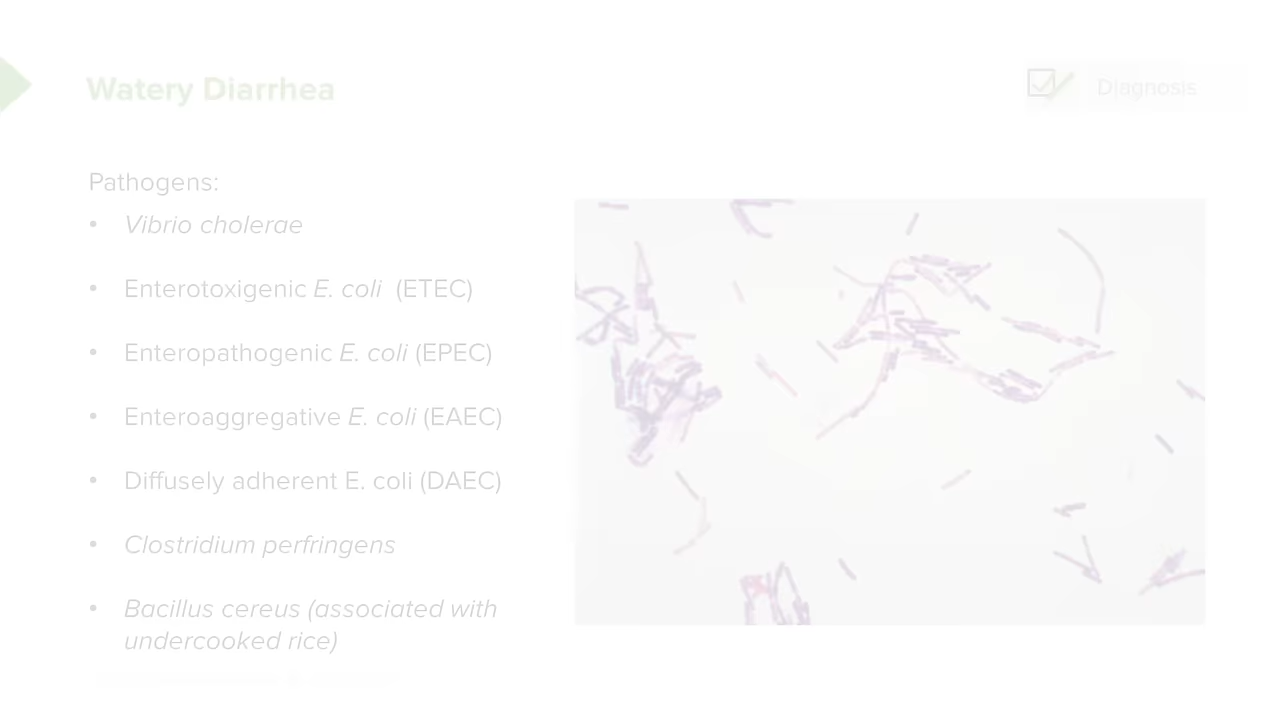 Watery Diarrhea
Diagnosis
Pathogens:
• Vibrio cholerae
• Enterotoxigenic E. coli (ETEC)
• Enteropathogenic E. coli (EPEC)
• Enteroaggregative E. coli (EAEC)
• Diffusely adherent E. coli (DAEC)
• Clostridium perfringens
• Bacillus cereus (associated with
undercooked rice)